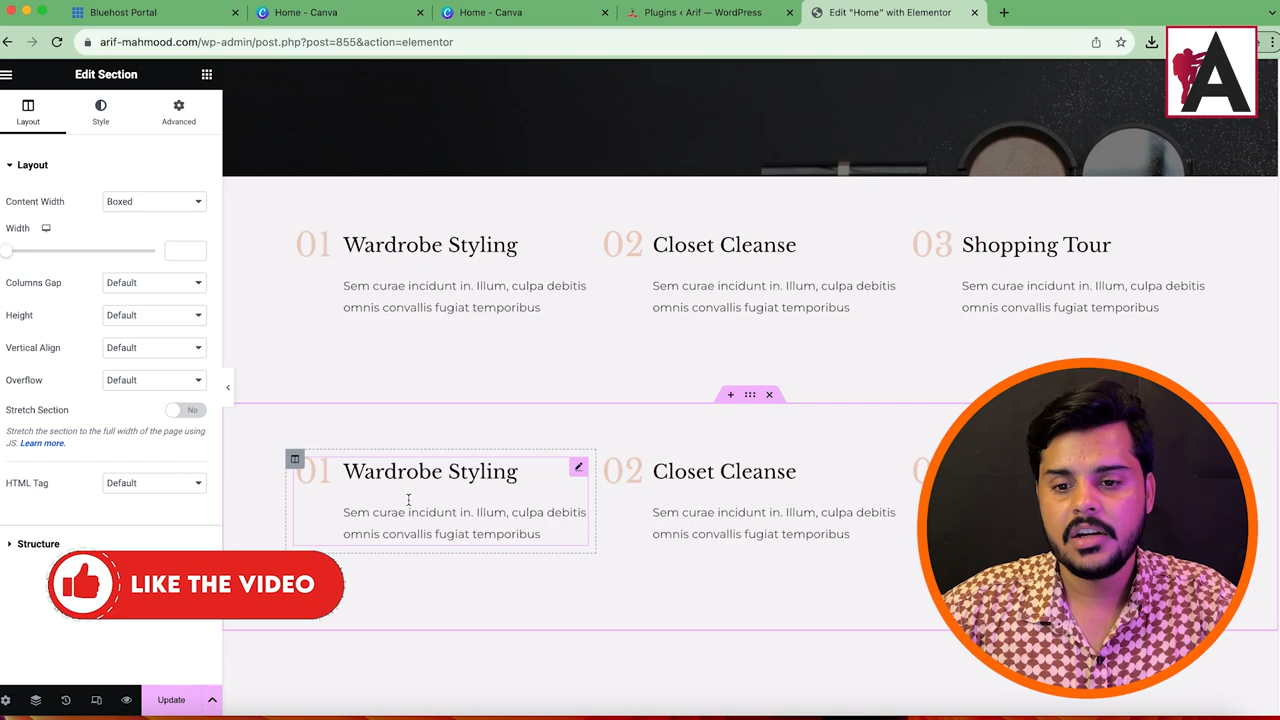 Bluehost Portal
Home - Canva
Home - Canva
Plugins ‹ Arif — WordPress
Edit "Home" with Elementor
arif-mahmood.com/wp-admin/post.php?post=855&action=elementor
A
Edit Section
Layout
Style
Advanced
Layout
Content Width
Boxed
Width
Columns Gap
Default
Height
Default
Vertical Align
Default
Overflow
Default
Stretch Section
No
Stretch the section to the full width of the page using
JS. Learn more.
HTML Tag
Default
Structure
LIKE THE VIDEO
Update
01 Wardrobe Styling
Sem curae incidunt in. Illum, culpa debitis
omnis convallis fugiat temporibus
02 Closet Cleanse
Sem curae incidunt in. Illum, culpa debitis
omnis convallis fugiat temporibus
03 Shopping Tour
Sem curae incidunt in. Illum, culpa debitis
omnis convallis fugiat temporibus
01 Wardrobe Styling
Sem curae incidunt in. Illum, culpa debitis
omnis convallis fugiat temporibus
02 Closet Cleanse
Sem curae incidunt in. Illum, culpa debitis
omnis convallis fugiat temporibus